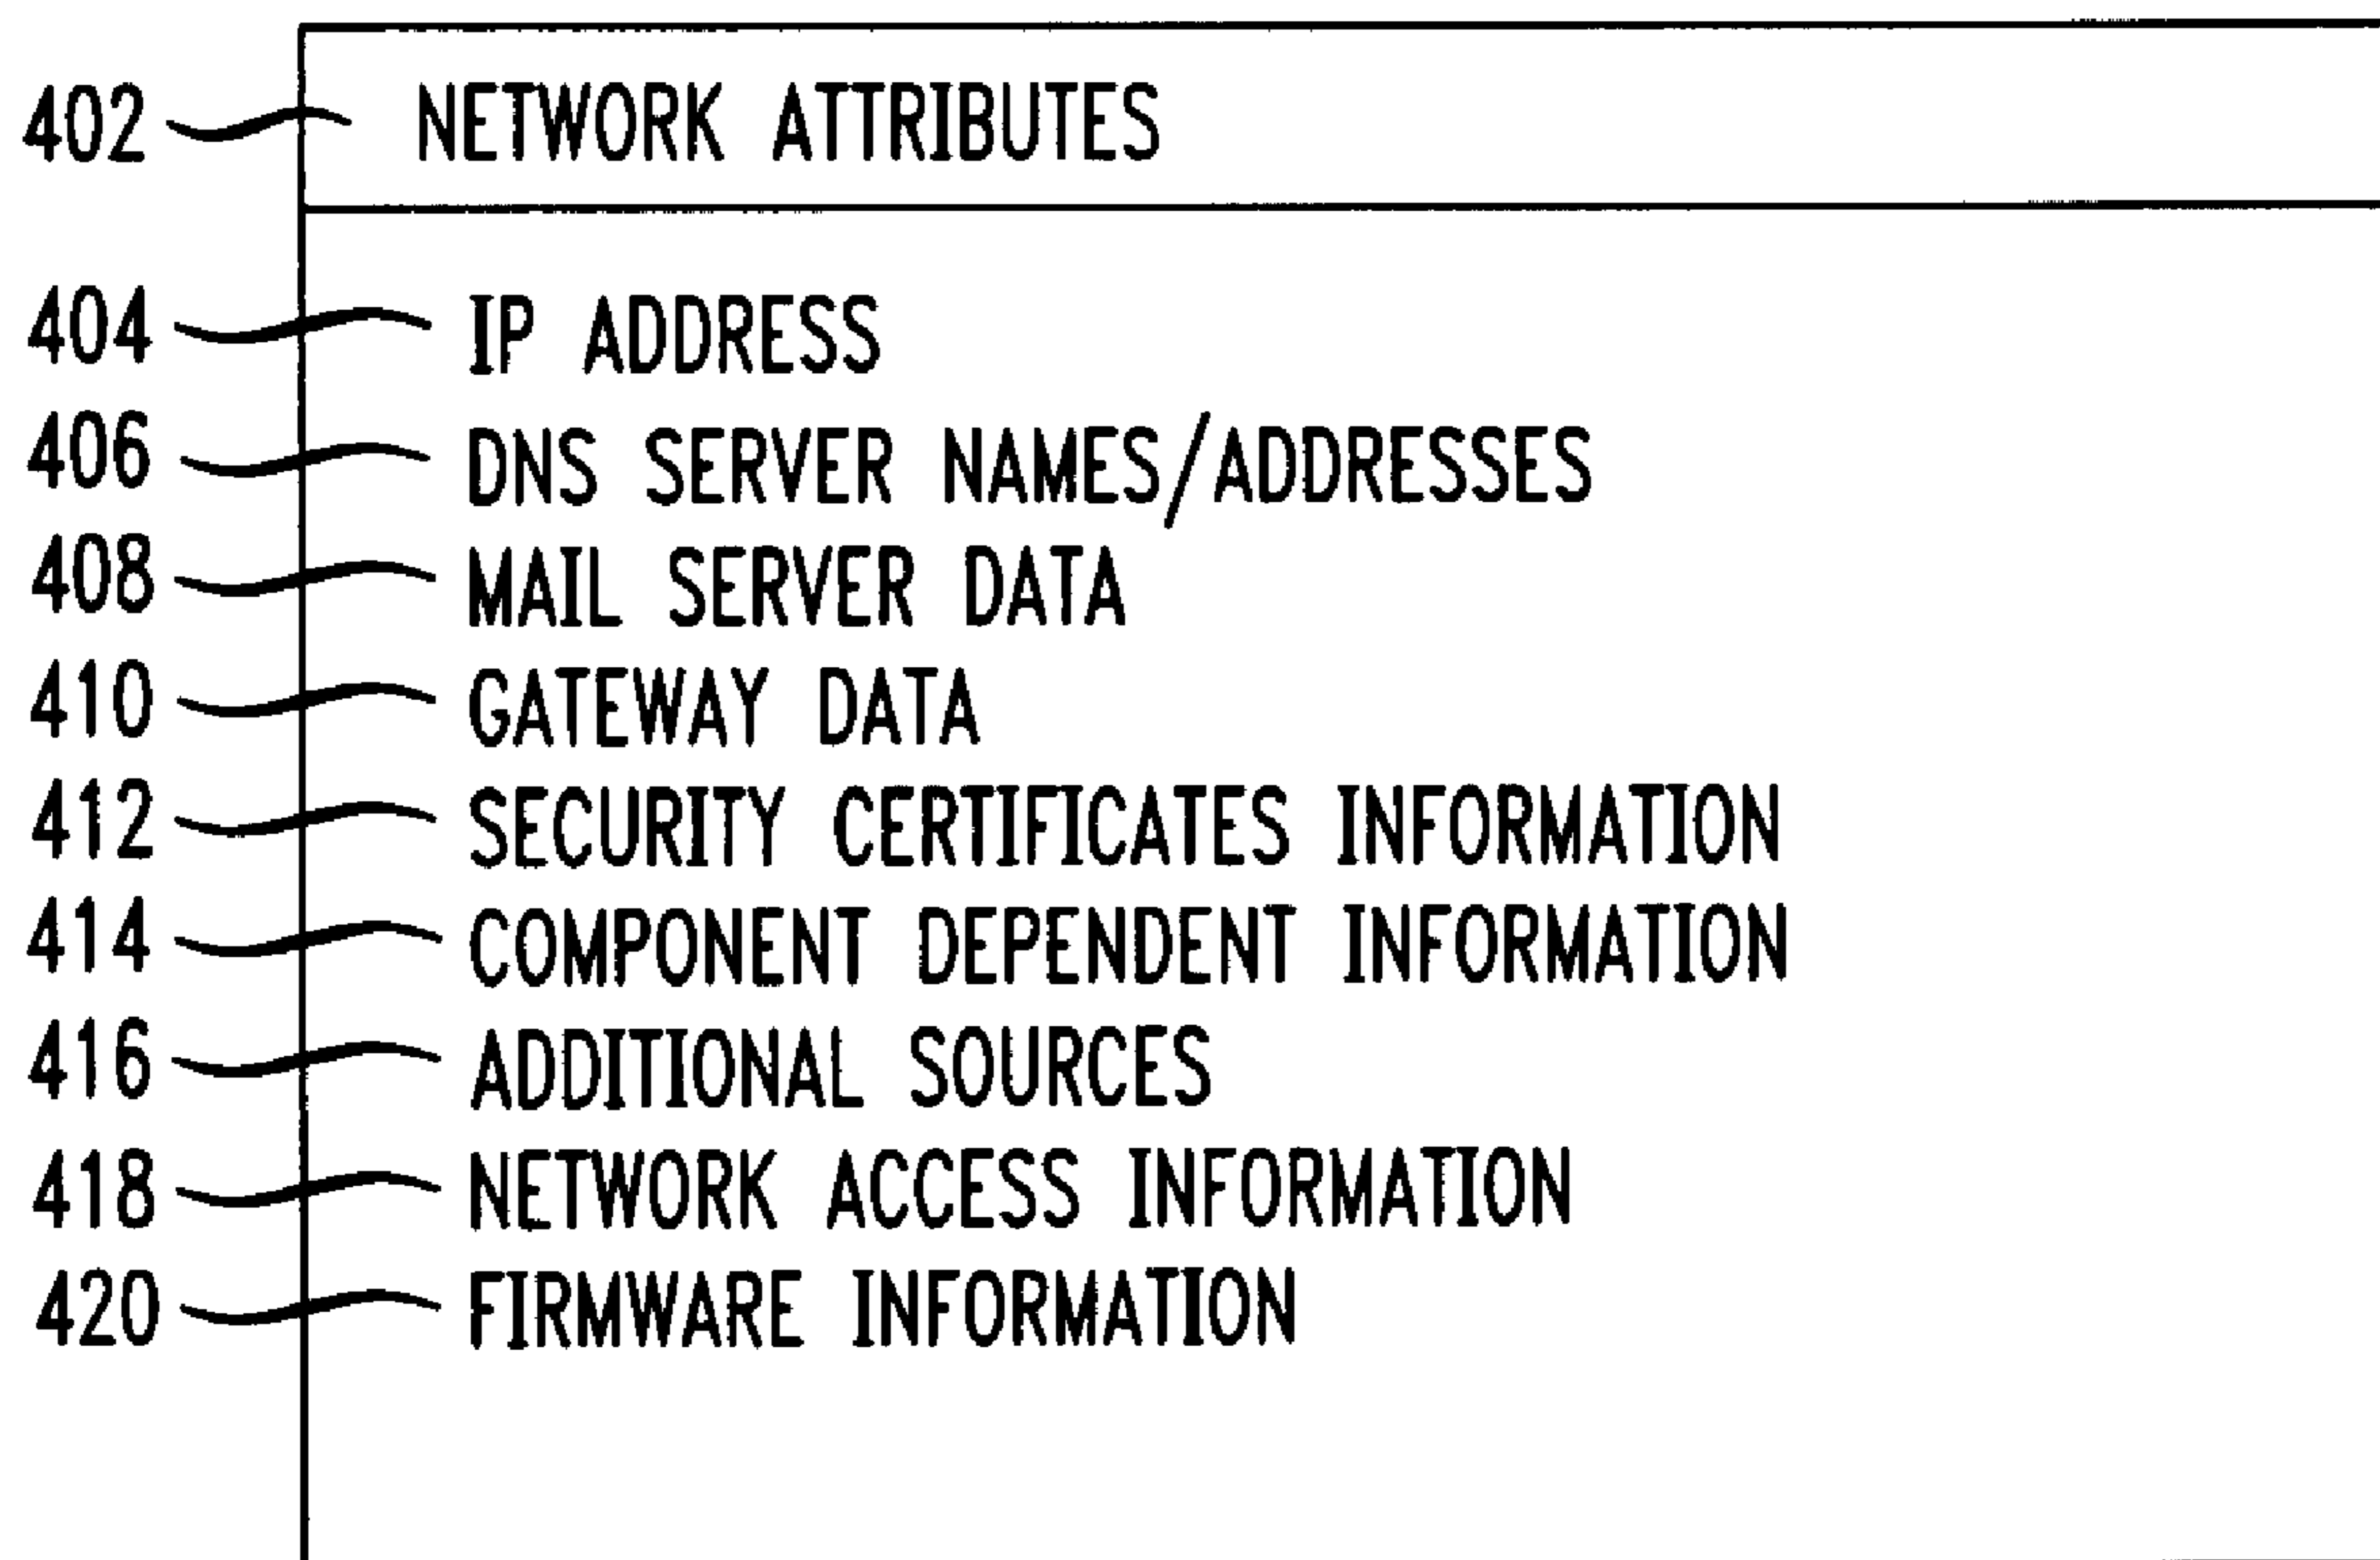 402 NETWORK ATTRIBUTES
404 IP ADDRESS
406 DNS SERVER NAMES/ADDRESSES
408 MAIL SERVER DATA
410 GATEWAY DATA
412 SECURITY CERTIFICATES INFORMATION
414 COMPONENT DEPENDENT INFORMATION
416 ADDITIONAL SOURCES
418 NETWORK ACCESS INFORMATION
420 FIRMWARE INFORMATION